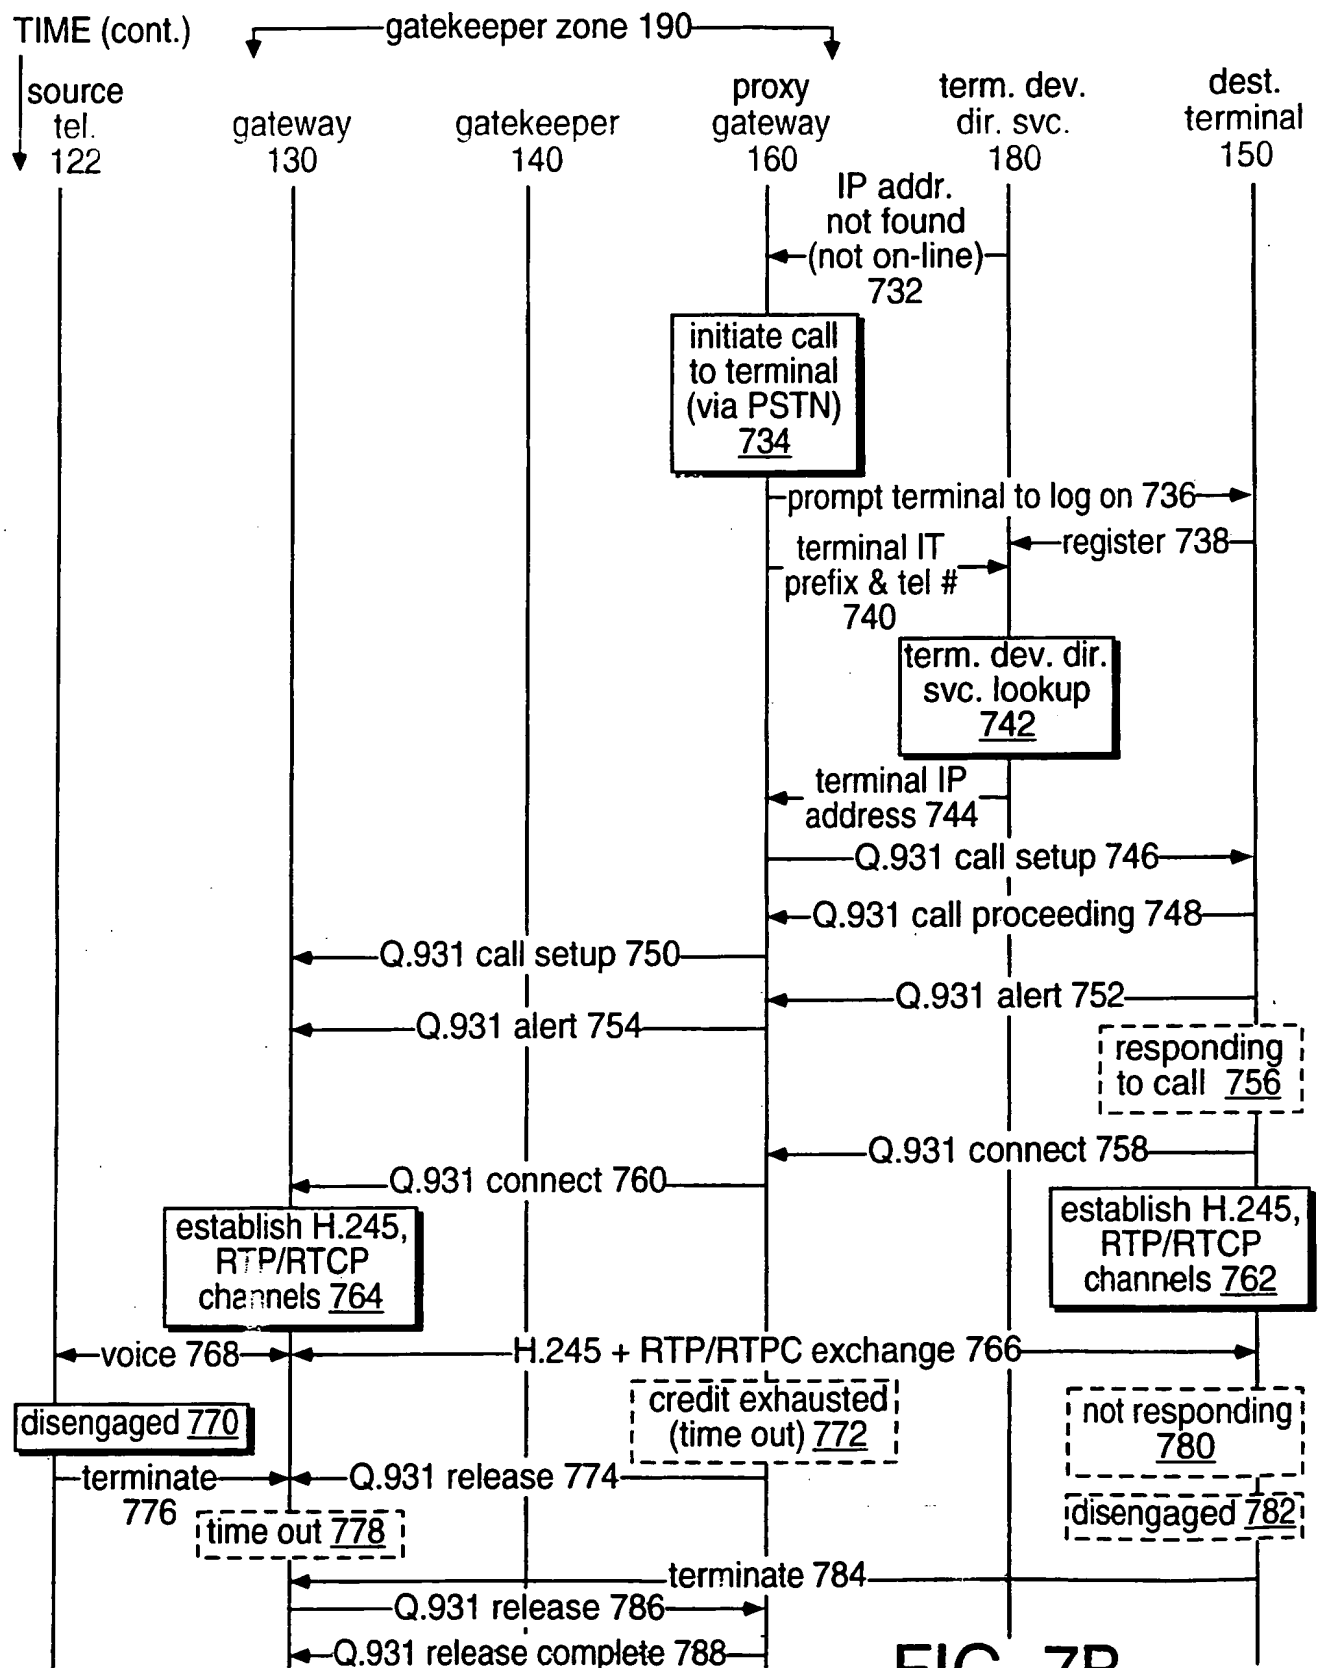 TIME (cont.)
gatekeeper zone 190
source
tel.
122
gateway
130
gatekeeper
140
proxy
gateway
160
term. dev.
dir. svc.
180
dest.
terminal
150
IP addr.
not found
(not on-line)
732
initiate call
to terminal
(via PSTN)
734
prompt terminal to log on 736
register 738
terminal IT
prefix & tel #
740
term. dev. dir.
svc. lookup
742
terminal IP
address 744
Q.931 call setup 746
Q.931 call proceeding 748
Q.931 call setup 750
Q.931 alert 752
Q.931 alert 754
responding
to call 756
Q.931 connect 758
Q.931 connect 760
establish H.245,
RTP/RTCP
channels 764
establish H.245,
RTP/RTCP
channels 762
voice 768
H.245 + RTP/RTPC exchange 766
disengaged 770
credit exhausted
(time out) 772
not responding
780
terminate
776
Q.931 release 774
time out 778
disengaged 782
terminate 784
Q.931 release 786
Q.931 release complete 788
FIG. 7B